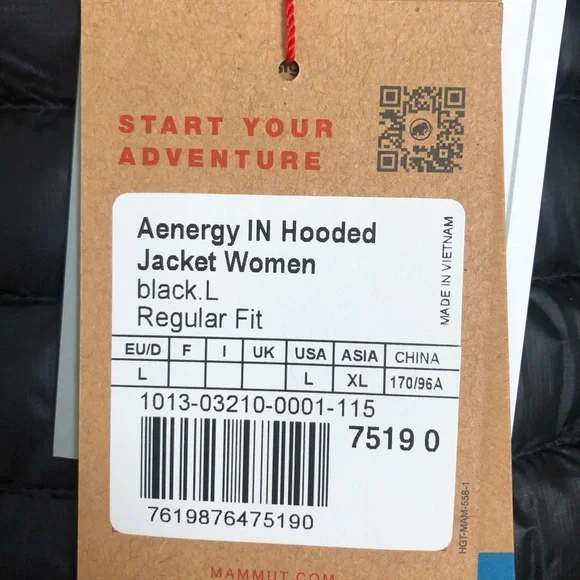 START YOUR
ADVENTURE
Aenergy IN Hooded
Jacket Women
black.L
Regular Fit
MADE IN VIETNAM
EU/D F I UK USA ASIA CHINA
L L XL 170/96A
1013-03210-0001-115
7519 0
7619876475190
HGT-MAM-558-1
MAMMUT.COM